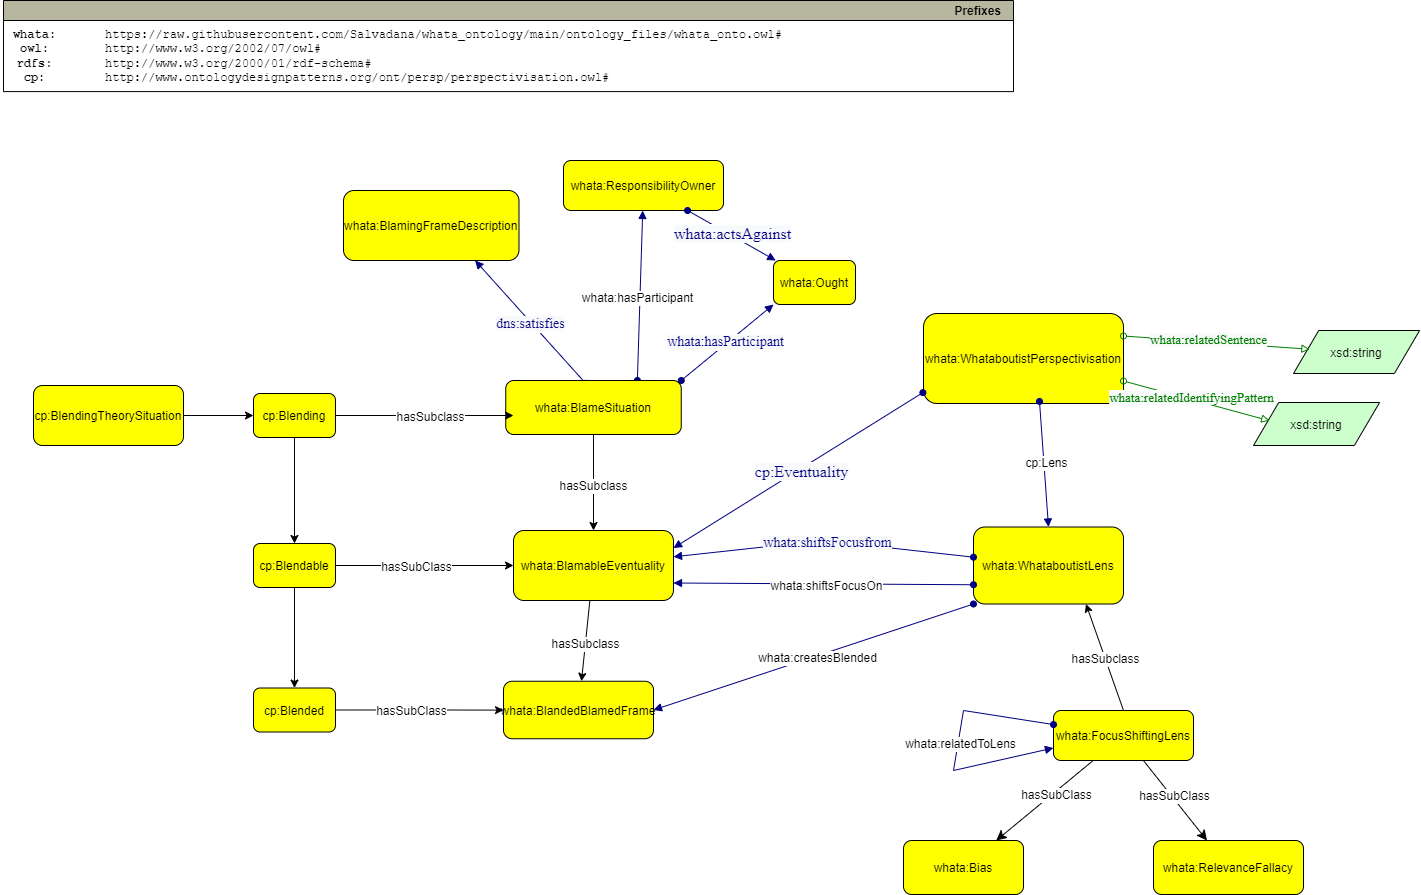 Prefixes
whata: https://raw.githubusercontent.com/Salvadana/whata_ontology/main/ontology_files/whata_onto.owl#
owl: http://www.w3.org/2002/07/owl#
rdfs: http://www.w3.org/2000/01/rdf-schema#
cp: http://www.ontologydesignpatterns.org/ont/persp/perspectivisation.owl#
whata:ResponsibilityOwner
whata:BlamingFrameDescription
whata:actsAgainst
whata:Ought
whata:hasParticipant
dns:satisfies
whata:hasParticipant
whata:relatedSentence
xsd:string
whata:WhataboutistPerspectivisation
whata:relatedIdentifyingPattern
xsd:string
cp:BlendingTheorySituation
cp:Blending
hasSubclass
whata:BlameSituation
cp:Eventuality
cp:Lens
hasSubclass
whata:shiftsFocusfrom
cp:Blendable
hasSubClass
whata:BlamableEventuality
whata:WhataboutistLens
whata:shiftsFocusOn
hasSubclass
whata:createsBlended
hasSubclass
cp:Blended
hasSubClass
whata:BlandedBlamedFrame
whata:relatedToLens
whata:FocusShiftingLens
hasSubClass
hasSubClass
whata:Bias
whata:RelevanceFallacy